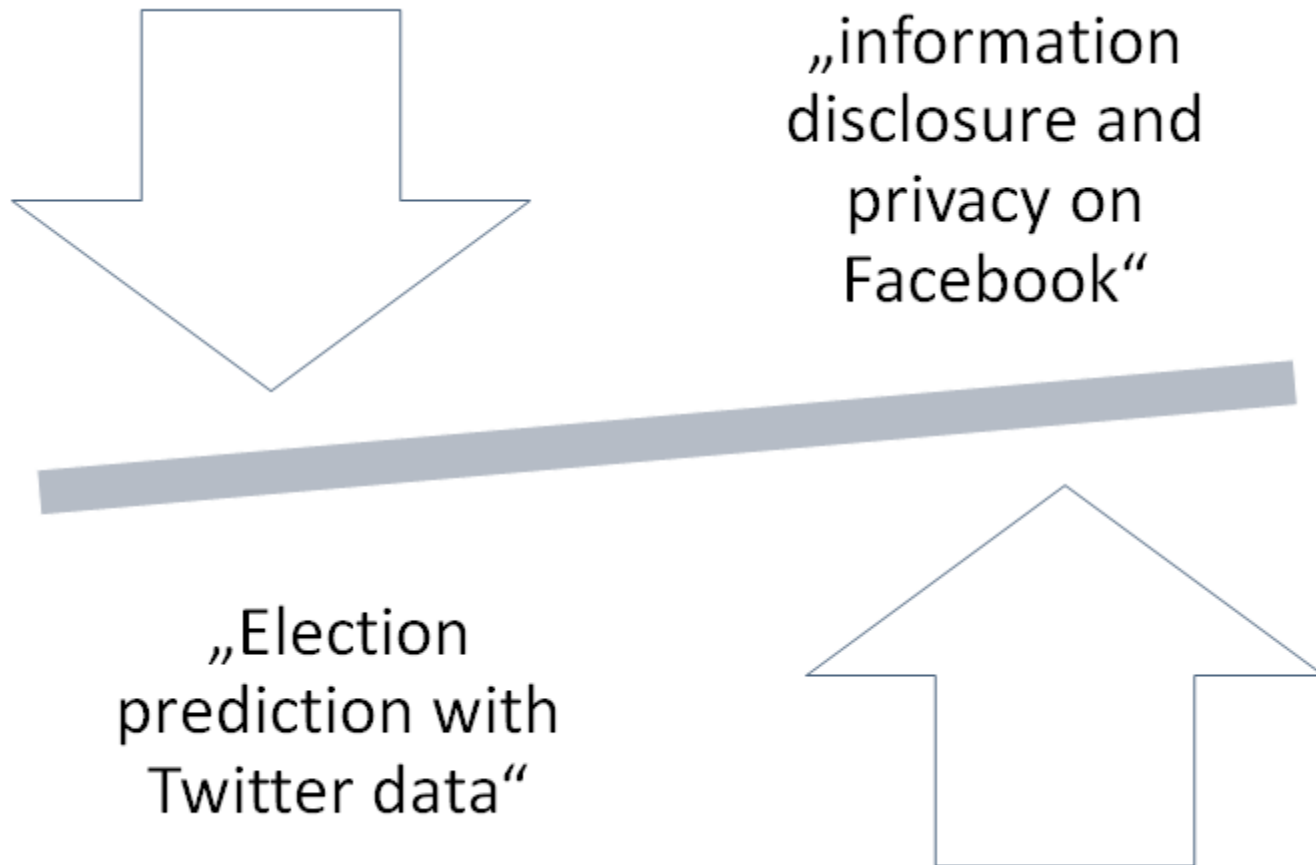 „information
disclosure and
privacy on
Facebook“
„Election
prediction with
Twitter data“